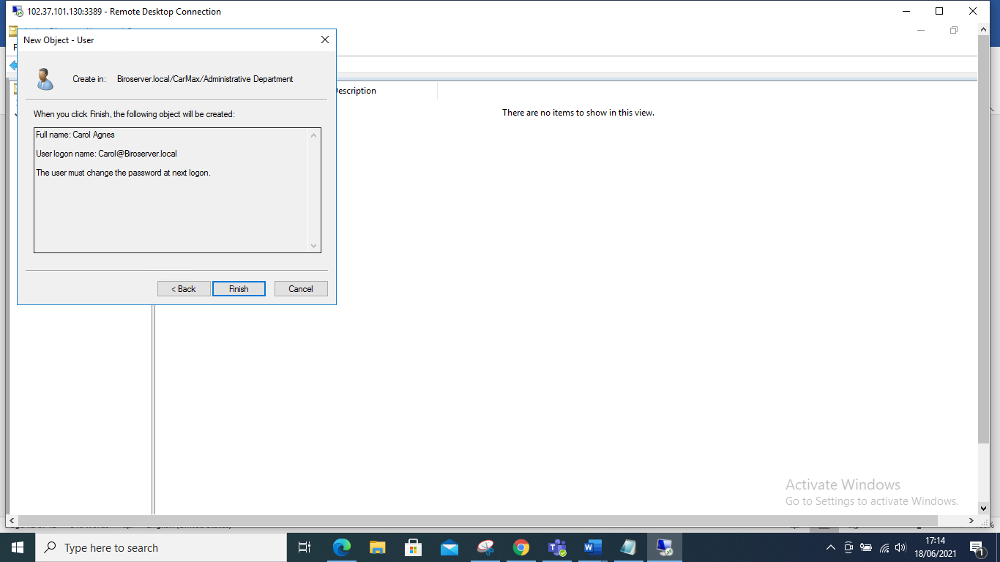 102.37.101.130:3389 - Remote Desktop Connection
New Object - User
Create in: Biroserver.local/CarMax/Administrative Department
Description
There are no items to show in this view.
When you click Finish, the following object will be created:
Full name: Carol Agnes
User logon name: Carol@Biroserver.local
The user must change the password at next logon.
< Back Finish Cancel
Activate Windows
Go to Settings to activate Windows.
Type here to search
17:14
18/06/2021
1